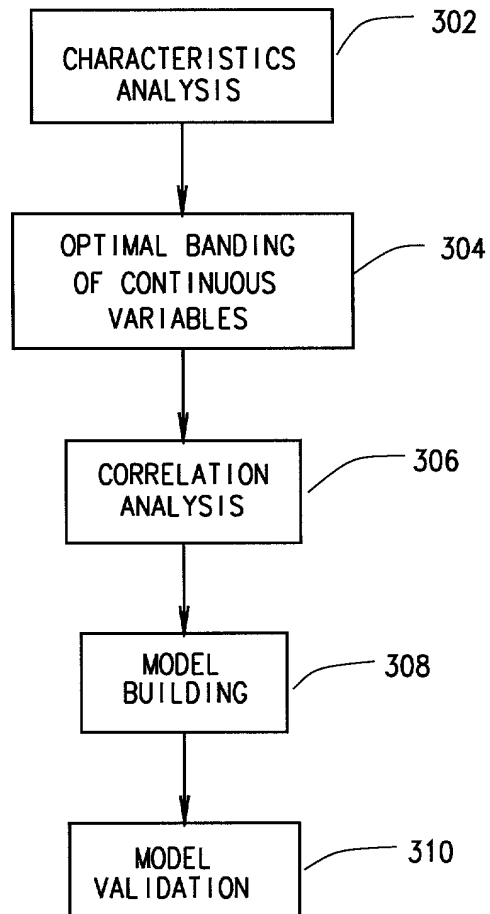 302
CHARACTERISTICS
ANALYSIS
OPTIMAL BANDING
OF CONTINUOUS
VARIABLES
304
CORRELATION
ANALYSIS
306
MODEL
BUILDING
308
MODEL
VALIDATION
310